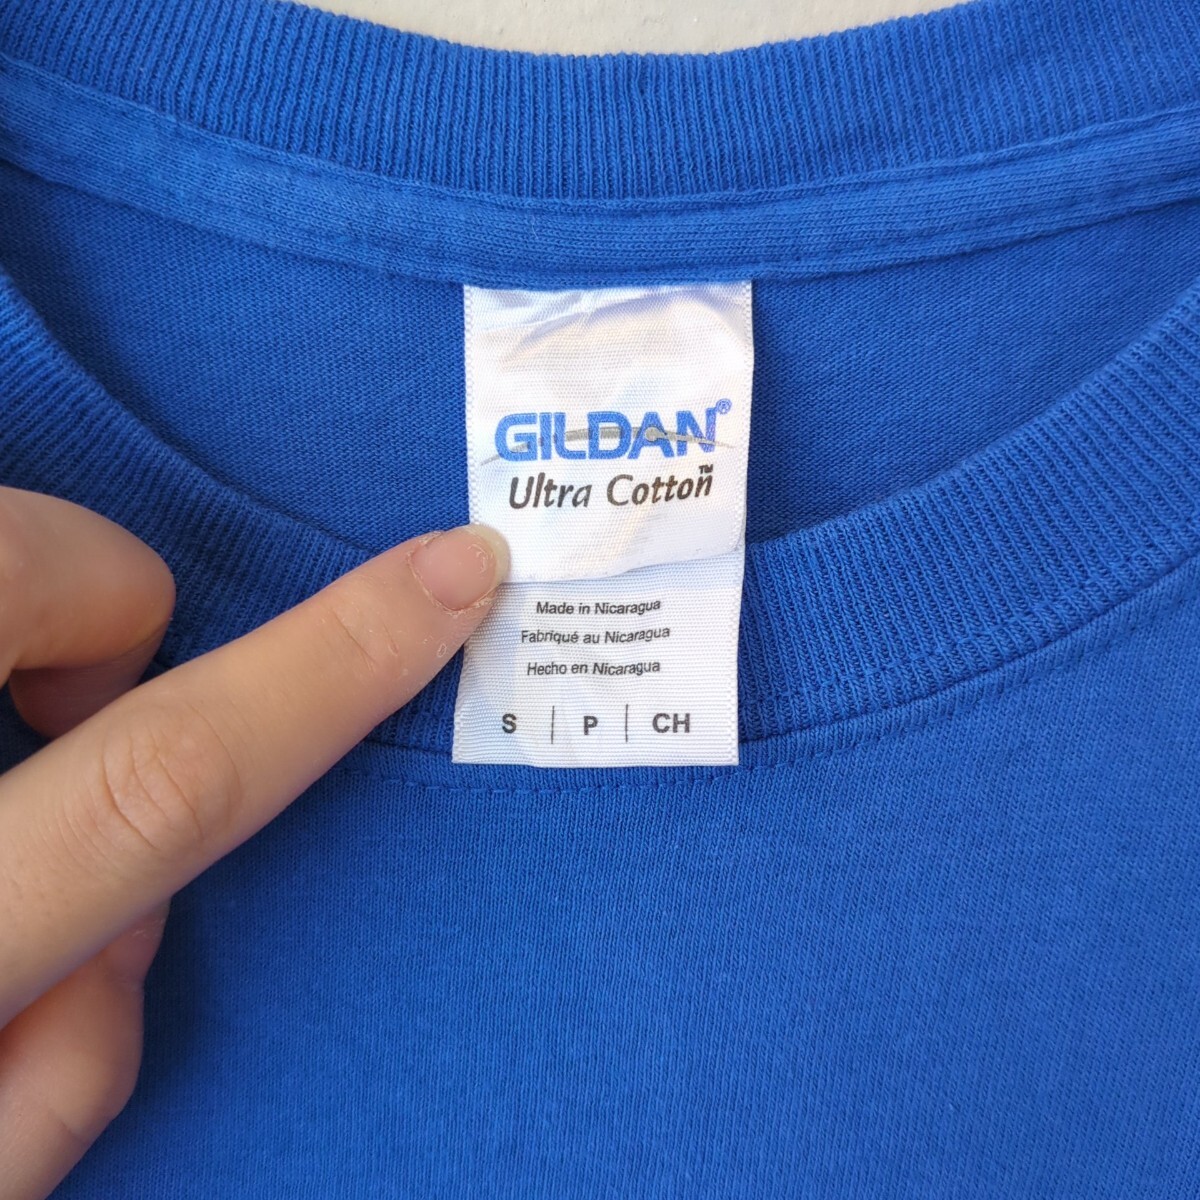 GILDAN®
Ultra Cotton™
Made in Nicaragua
Fabriqué au Nicaragua
Hecho en Nicaragua
S | P | CH